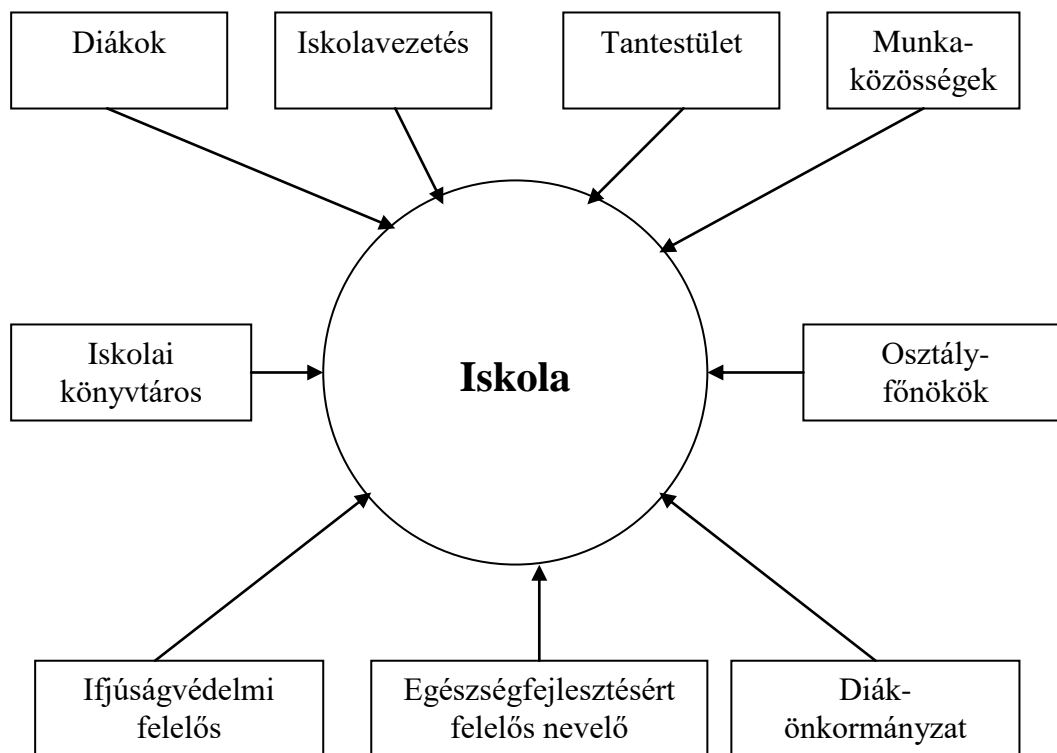 Diákok
Iskolavezetés
Tantestület
Munka-
közösségek
Iskolai
könyvtáros
Iskola
Osztály-
főnökök
Ifjúságvédelmi
felelős
Egészségfejlesztésért
felelős nevelő
Diák-
önkormányzat